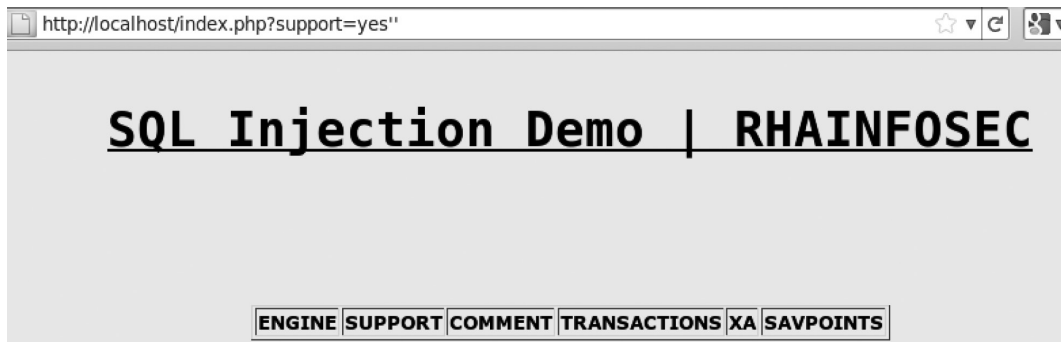 http://localhost/index.php?support=yes''
SQL Injection Demo | RHAINFOSEC
ENGINE SUPPORT COMMENT TRANSACTIONS XA SAVPOINTS